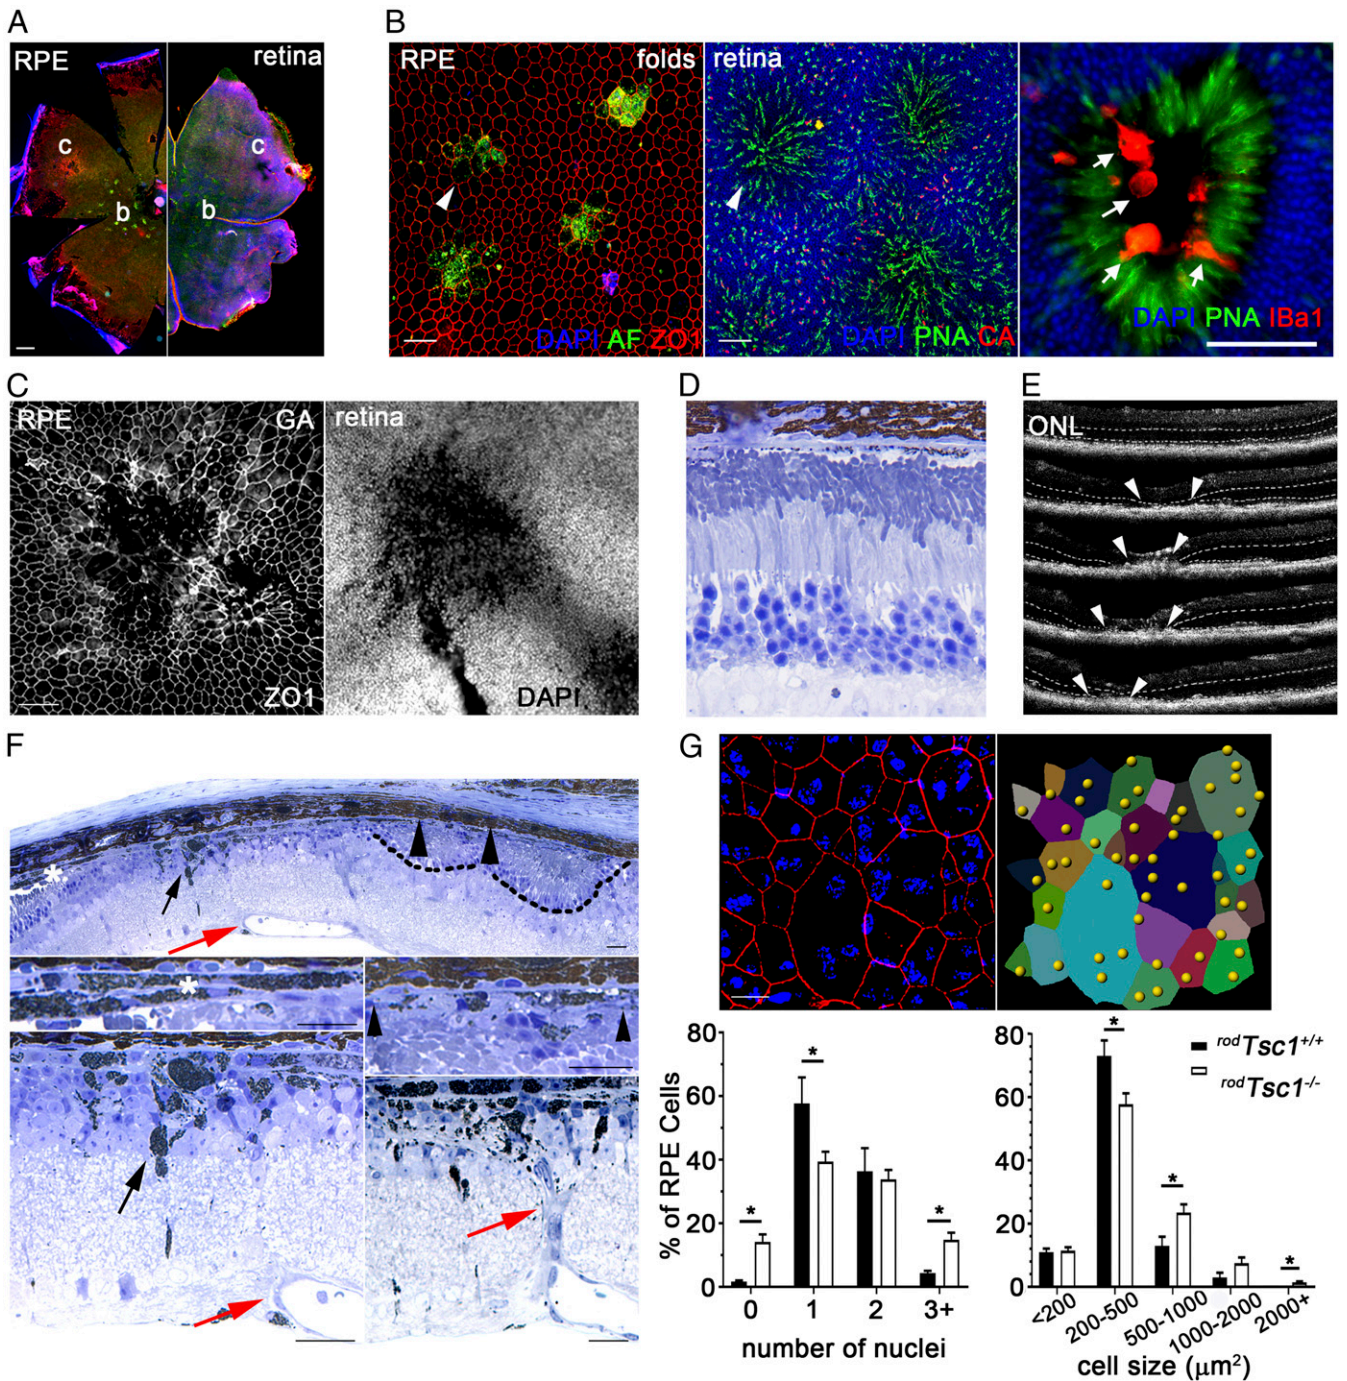 A
RPE
retina
c
c
b
b
B
RPE
folds
retina
DAPI AF ZO1
DAPI PNA CA
DAPI PNA IBa1
C
RPE
GA
retina
ZO1
DAPI
D
E
ONL
F
*
*
G
80
60
40
20
0
% of RPE Cells
*
*
*
0
1
2
3+
number of nuclei
80
60
40
20
0
*
*
*
rodTsc1+/+
rodTsc1-/-
<200
200-500
500-1000
1000-2000
2000+
cell size (μm²)